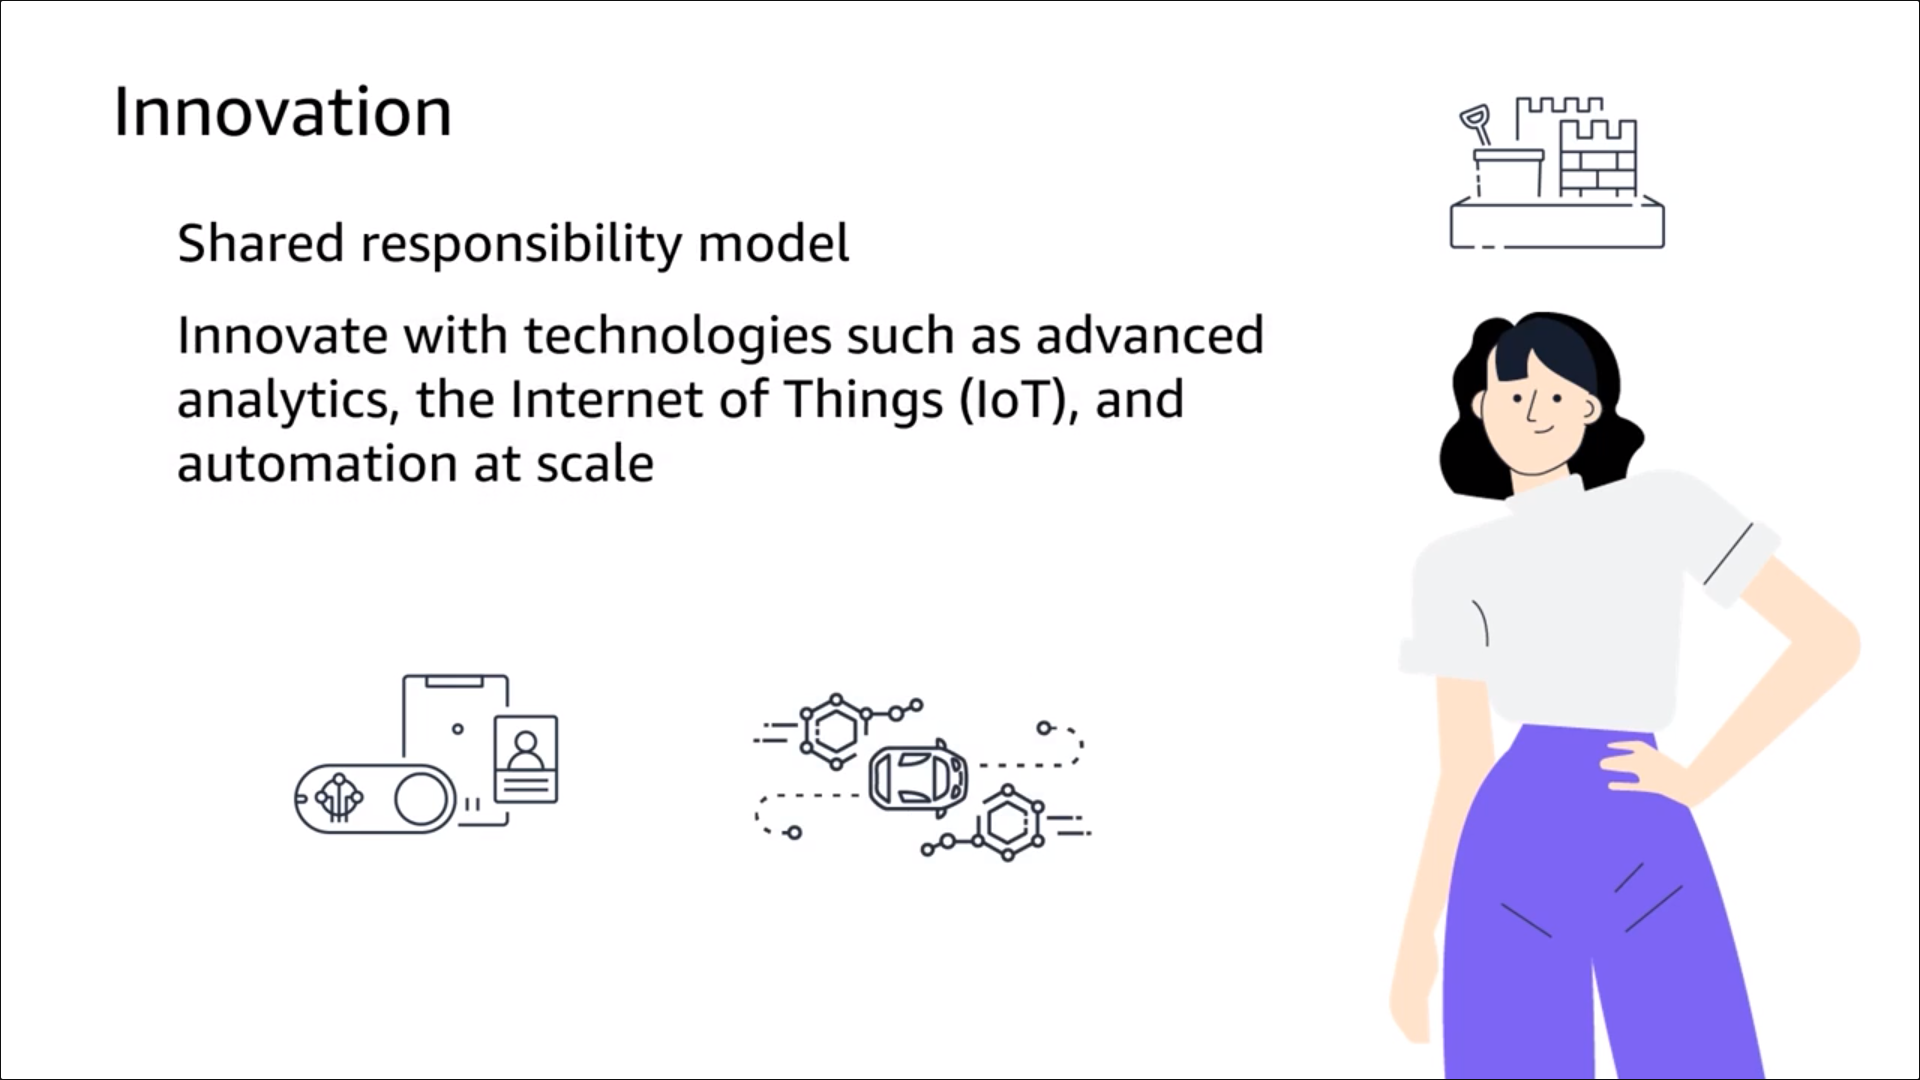 Innovation
Shared responsibility model
Innovate with technologies such as advanced
analytics, the Internet of Things (IoT), and
automation at scale